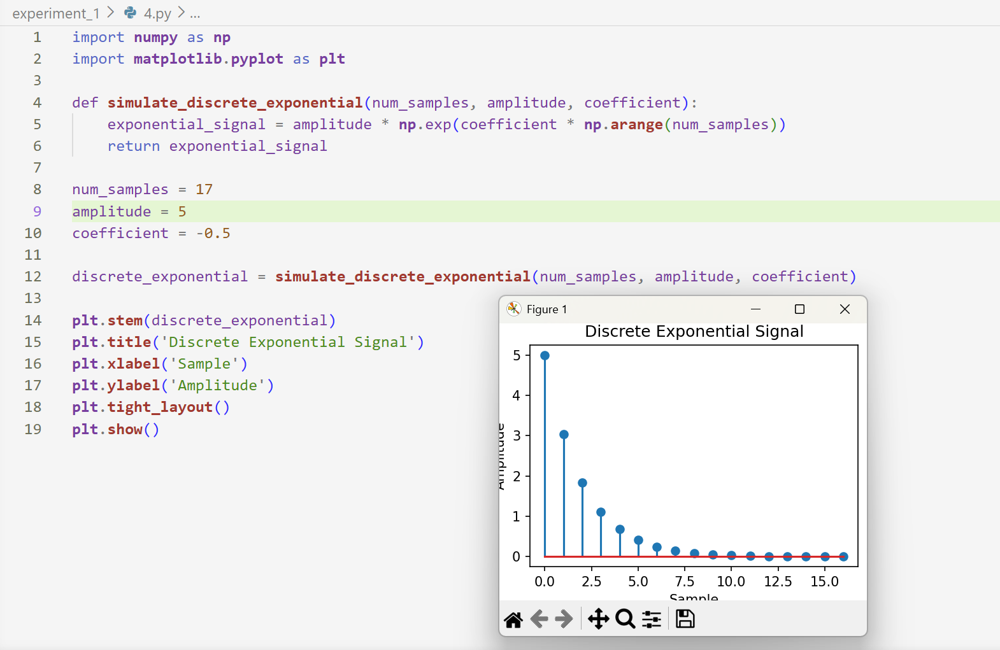 experiment_1 > 4.py > ...
1 import numpy as np
2 import matplotlib.pyplot as plt
3
4 def simulate_discrete_exponential(num_samples, amplitude, coefficient):
5     exponential_signal = amplitude * np.exp(coefficient * np.arange(num_samples))
6     return exponential_signal
7
8 num_samples = 17
9 amplitude = 5
10 coefficient = -0.5
11
12 discrete_exponential = simulate_discrete_exponential(num_samples, amplitude, coefficient)
13
14 plt.stem(discrete_exponential)
15 plt.title('Discrete Exponential Signal')
16 plt.xlabel('Sample')
17 plt.ylabel('Amplitude')
18 plt.tight_layout()
19 plt.show()
Figure 1
Discrete Exponential Signal
5
4
3
2
1
0
Amplitude
0.0 2.5 5.0 7.5 10.0 12.5 15.0
Sample